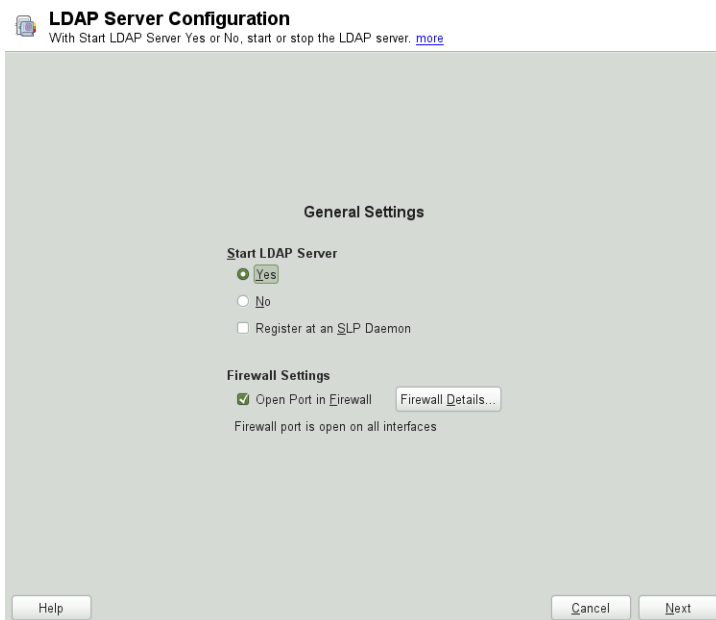 LDAP Server Configuration
With Start LDAP Server Yes or No, start or stop the LDAP server. more
General Settings
Start LDAP Server
Yes
No
Register at an SLP Daemon
Firewall Settings
Open Port in Firewall Firewall Details...
Firewall port is open on all interfaces
Help Cancel Next